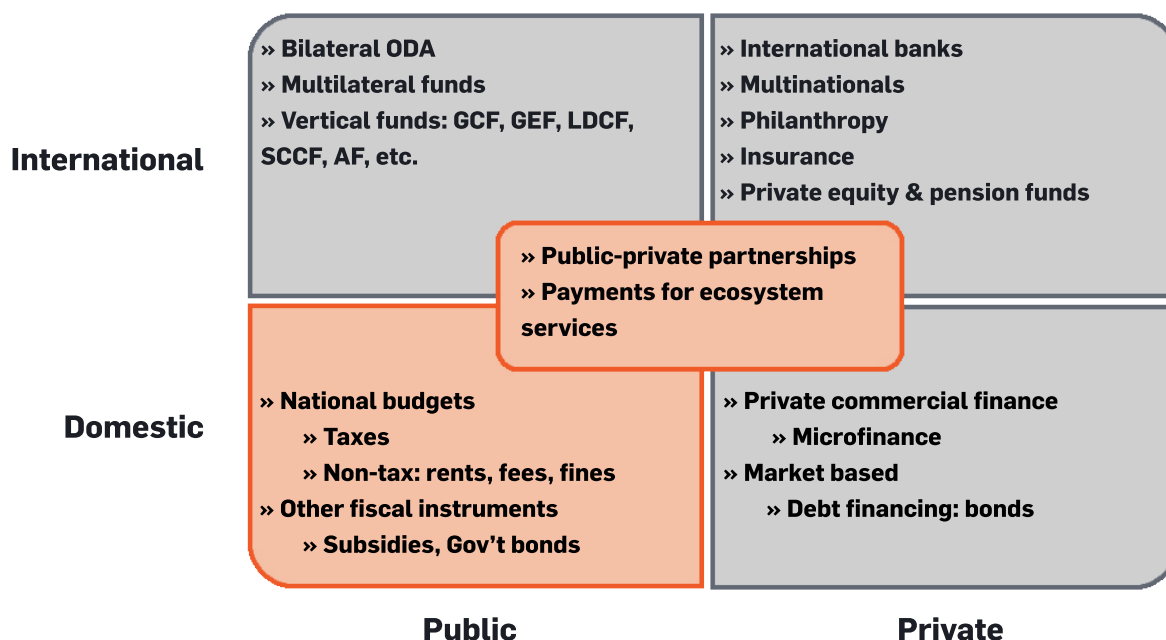 International
» Bilateral ODA
» Multilateral funds
» Vertical funds: GCF, GEF, LDCF,
SCCF, AF, etc.
» International banks
» Multinationals
» Philanthropy
» Insurance
» Private equity & pension funds
» Public-private partnerships
» Payments for ecosystem
services
Domestic
» National budgets
» Taxes
» Non-tax: rents, fees, fines
» Other fiscal instruments
» Subsidies, Gov’t bonds
» Private commercial finance
» Microfinance
» Market based
» Debt financing: bonds
Public
Private